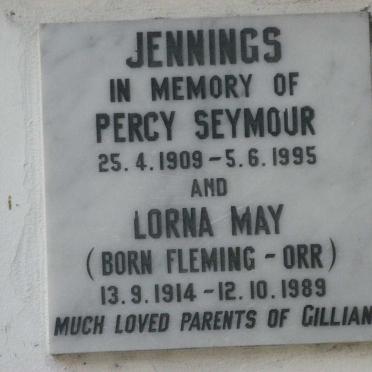 JENNINGS
IN MEMORY OF
PERCY SEYMOUR
25.4.1909-5.6.1995
AND
LORNA MAY
(BORN FLEMING-ORR)
13.9.1914-12.10.1989
MUCH LOVED PARENTS OF GILLIAN